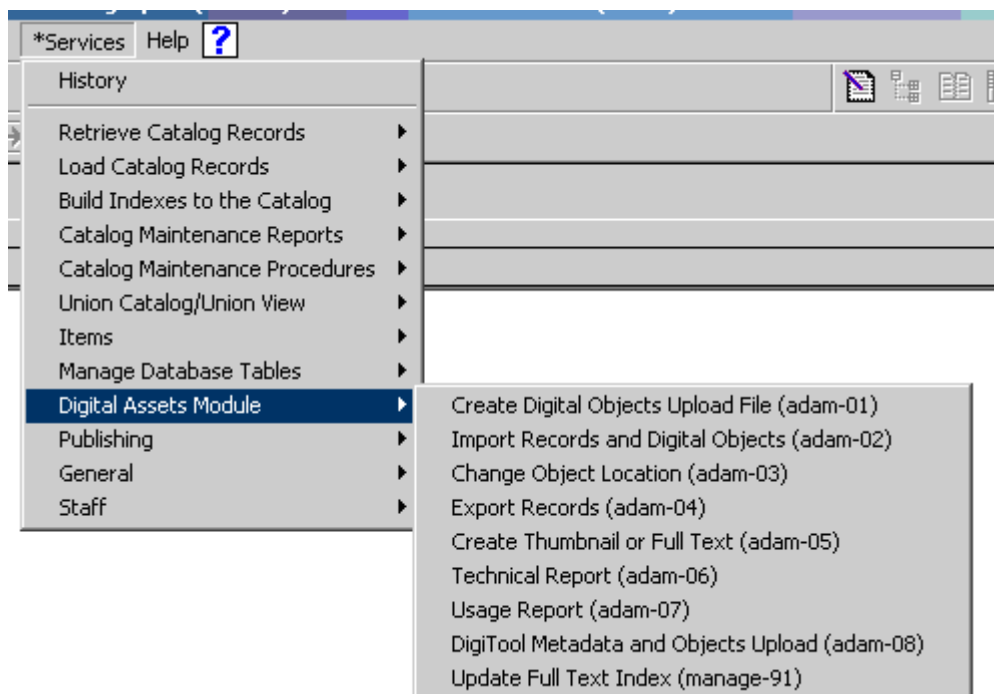 *Services Help ?
History
Retrieve Catalog Records
Load Catalog Records
Build Indexes to the Catalog
Catalog Maintenance Reports
Catalog Maintenance Procedures
Union Catalog/Union View
Items
Manage Database Tables
Digital Assets Module
Publishing
General
Staff
Create Digital Objects Upload File (adam-01)
Import Records and Digital Objects (adam-02)
Change Object Location (adam-03)
Export Records (adam-04)
Create Thumbnail or Full Text (adam-05)
Technical Report (adam-06)
Usage Report (adam-07)
DigiTool Metadata and Objects Upload (adam-08)
Update Full Text Index (manage-91)